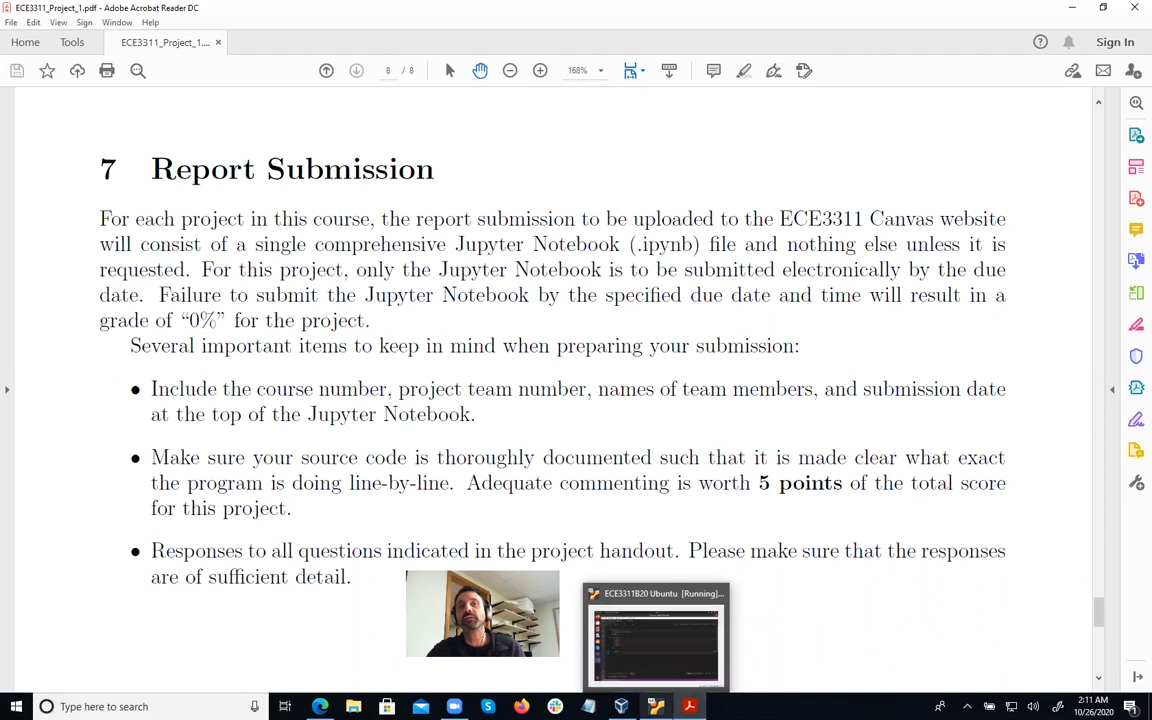 ECE3311_Project_1.pdf - Adobe Acrobat Reader DC
File Edit View Sign Window Help
Home Tools ECE3311_Project_1.... × Sign In
8 / 8 168%
7 Report Submission
For each project in this course, the report submission to be uploaded to the ECE3311 Canvas website
will consist of a single comprehensive Jupyter Notebook (.ipynb) file and nothing else unless it is
requested. For this project, only the Jupyter Notebook is to be submitted electronically by the due
date. Failure to submit the Jupyter Notebook by the specified due date and time will result in a
grade of “0%” for the project.
Several important items to keep in mind when preparing your submission:
• Include the course number, project team number, names of team members, and submission date
at the top of the Jupyter Notebook.
• Make sure your source code is thoroughly documented such that it is made clear what exact
the program is doing line-by-line. Adequate commenting is worth 5 points of the total score
for this project.
• Responses to all questions indicated in the project handout. Please make sure that the responses
are of sufficient detail.
ECE3311B20 Ubuntu [Running]...
Type here to search
2:11 AM
10/26/2020